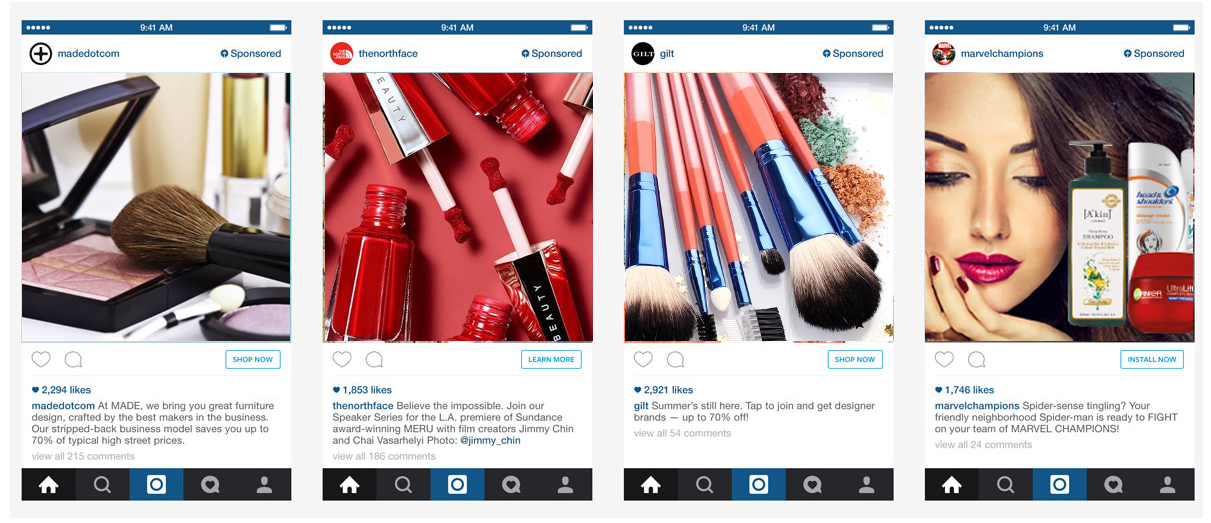 9:41 AM
madedotcom
Sponsored
SHOP NOW
2,294 likes
madedotcom At MADE, we bring you great furniture
design, crafted by the best makers in the business.
Our stripped-back business model saves you up to
70% of typical high street prices.
view all 215 comments
9:41 AM
THE NORTH FACE
thenorthface
Sponsored
BEAUTY
BEAUTY
LEARN MORE
1,853 likes
thenorthface Believe the impossible. Join our
Speaker Series for the L.A. premiere of Sundance
award-winning MERU with film creators Jimmy Chin
and Chai Vasarhelyi Photo: @jimmy_chin
view all 186 comments
9:41 AM
GILT
gilt
Sponsored
SHOP NOW
2,921 likes
gilt Summer's still here. Tap to join and get designer
brands — up to 70% off!
view all 54 comments
9:41 AM
MARVEL
marvelchampions
Sponsored
[A'kin]
SHAMPOO
head &
shoulders
GARNIER
UltraLift
INSTALL NOW
1,746 likes
marvelchampions Spider-sense tingling? Your
friendly neighborhood Spider-man is ready to FIGHT
on your team of MARVEL CHAMPIONS!
view all 24 comments